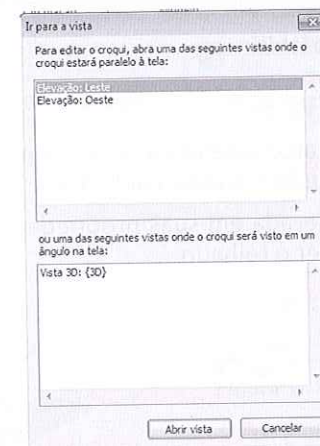 Ir para a vista
Para editar o croqui, abra uma das seguintes vistas onde o
croqui estará paralelo à tela:
Elevação: Leste
Elevação: Oeste
ou uma das seguintes vistas onde o croqui será visto em um
ângulo na tela:
Vista 3D: {3D}
Abrir vista
Cancelar